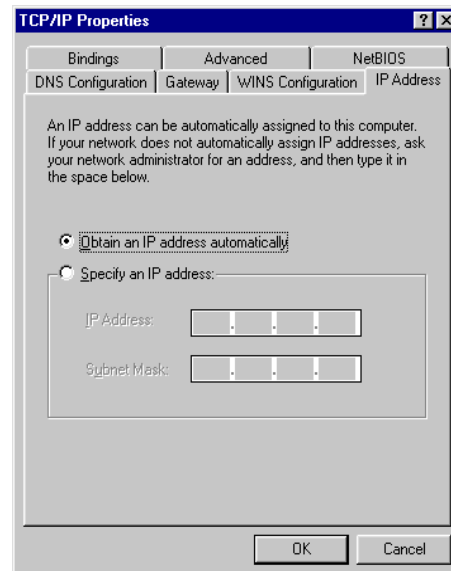 TCP/IP Properties
Bindings Advanced NetBIOS
DNS Configuration Gateway WINS Configuration IP Address
An IP address can be automatically assigned to this computer.
If your network does not automatically assign IP addresses, ask
your network administrator for an address, and then type it in
the space below.
Obtain an IP address automatically
Specify an IP address:
IP Address:
Subnet Mask:
OK Cancel